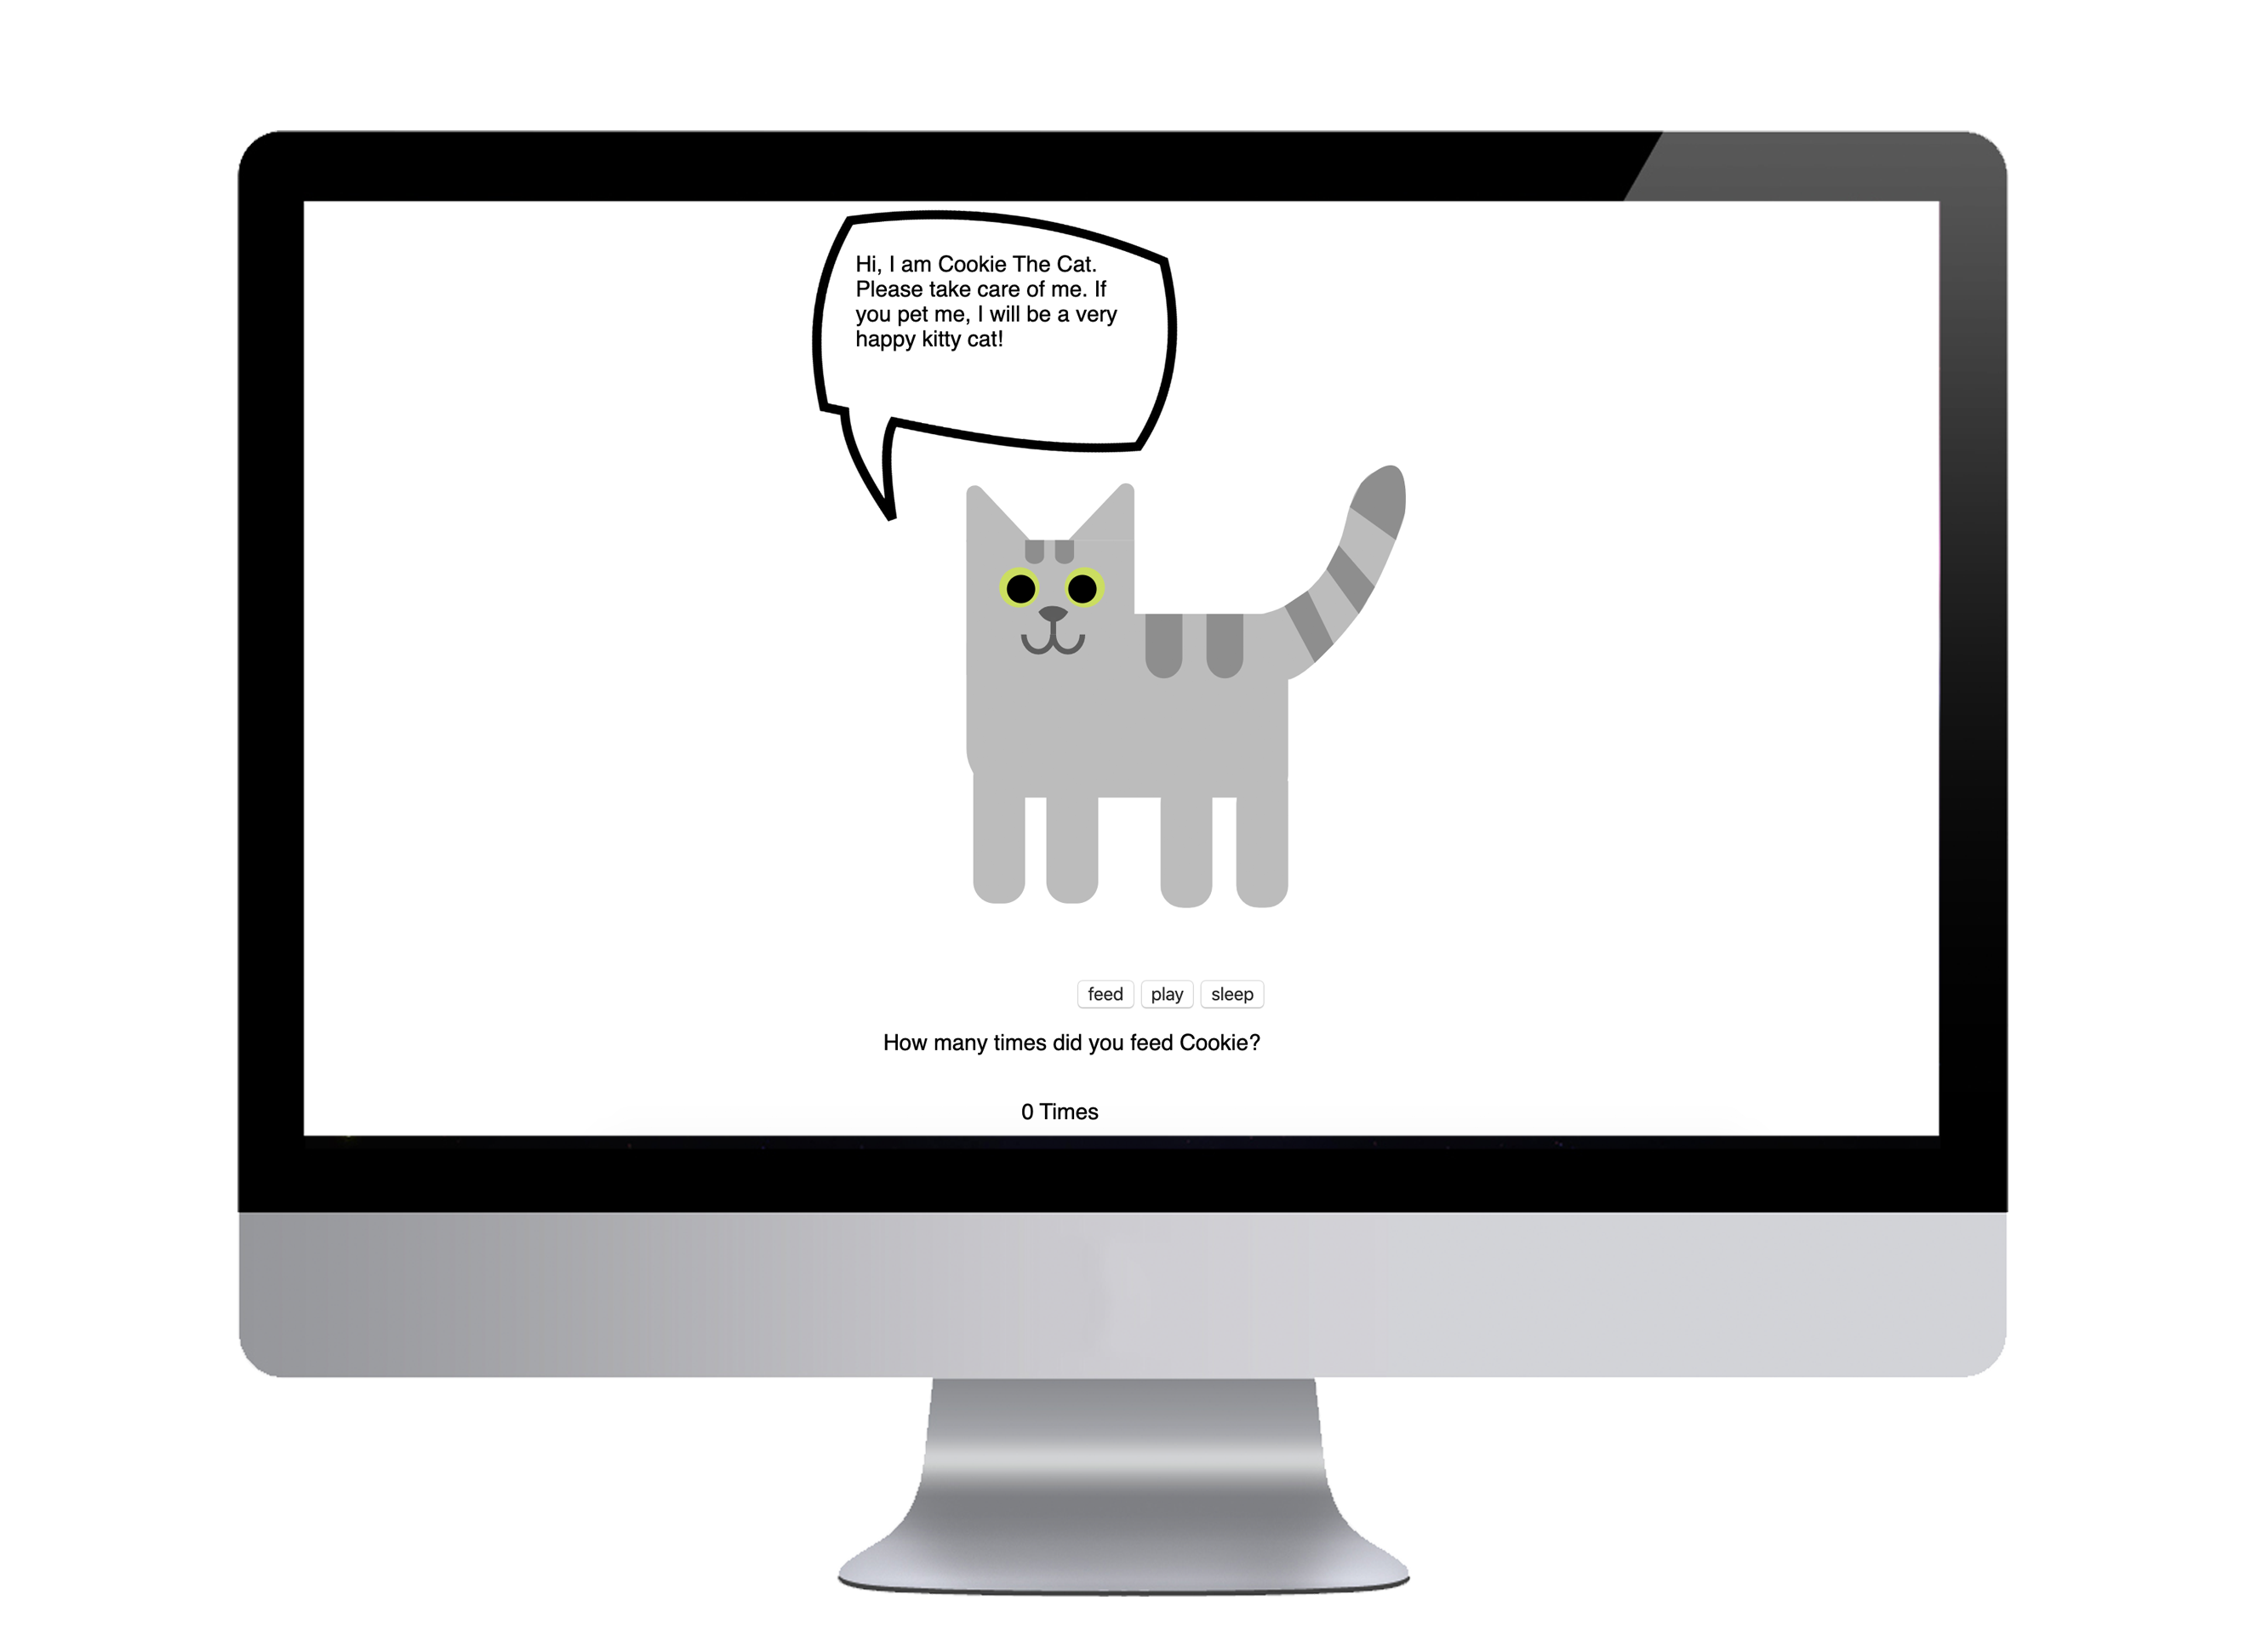 Hi, I am Cookie The Cat.
Please take care of me. If
you pet me, I will be a very
happy kitty cat!
feed play sleep
How many times did you feed Cookie?
0 Times